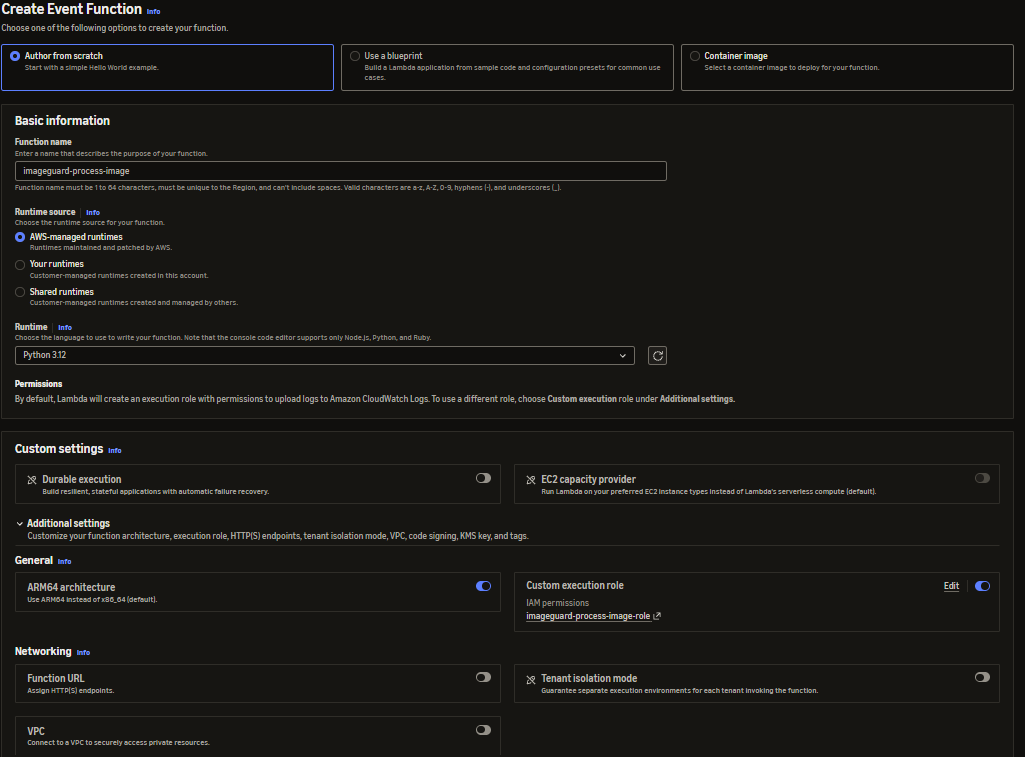 Create Event Function Info
Choose one of the following options to create your function.
Author from scratch
Start with a simple Hello World example.
Use a blueprint
Build a Lambda application from sample code and configuration presets for common use
cases.
Container image
Select a container image to deploy for your function.
Basic information
Function name
Enter a name that describes the purpose of your function.
imageguard-process-image
Function name must be 1 to 64 characters, must be unique to the Region, and can't include spaces. Valid characters are a-z, A-Z, 0-9, hyphens (-), and underscores (_).
Runtime source Info
Choose the runtime source for your function.
AWS-managed runtimes
Runtimes maintained and patched by AWS.
Your runtimes
Customer-managed runtimes created in this account.
Shared runtimes
Customer-managed runtimes created and managed by others.
Runtime Info
Choose the language to use to write your function. Note that the console code editor supports only Node.js, Python, and Ruby.
Python 3.12
Permissions
By default, Lambda will create an execution role with permissions to upload logs to Amazon CloudWatch Logs. To use a different role, choose Custom execution role under Additional settings.
Custom settings Info
Durable execution
Build resilient, stateful applications with automatic failure recovery.
EC2 capacity provider
Run Lambda on your preferred EC2 instance types instead of Lambda's serverless compute (default).
Additional settings
Customize your function architecture, execution role, HTTP(S) endpoints, tenant isolation mode, VPC, code signing, KMS key, and tags.
General Info
ARM64 architecture
Use ARM64 instead of x86_64 (default).
Custom execution role Edit
IAM permissions
imageguard-process-image-role
Networking Info
Function URL
Assign HTTP(S) endpoints.
Tenant isolation mode
Guarantee separate execution environments for each tenant invoking the function.
VPC
Connect to a VPC to securely access private resources.